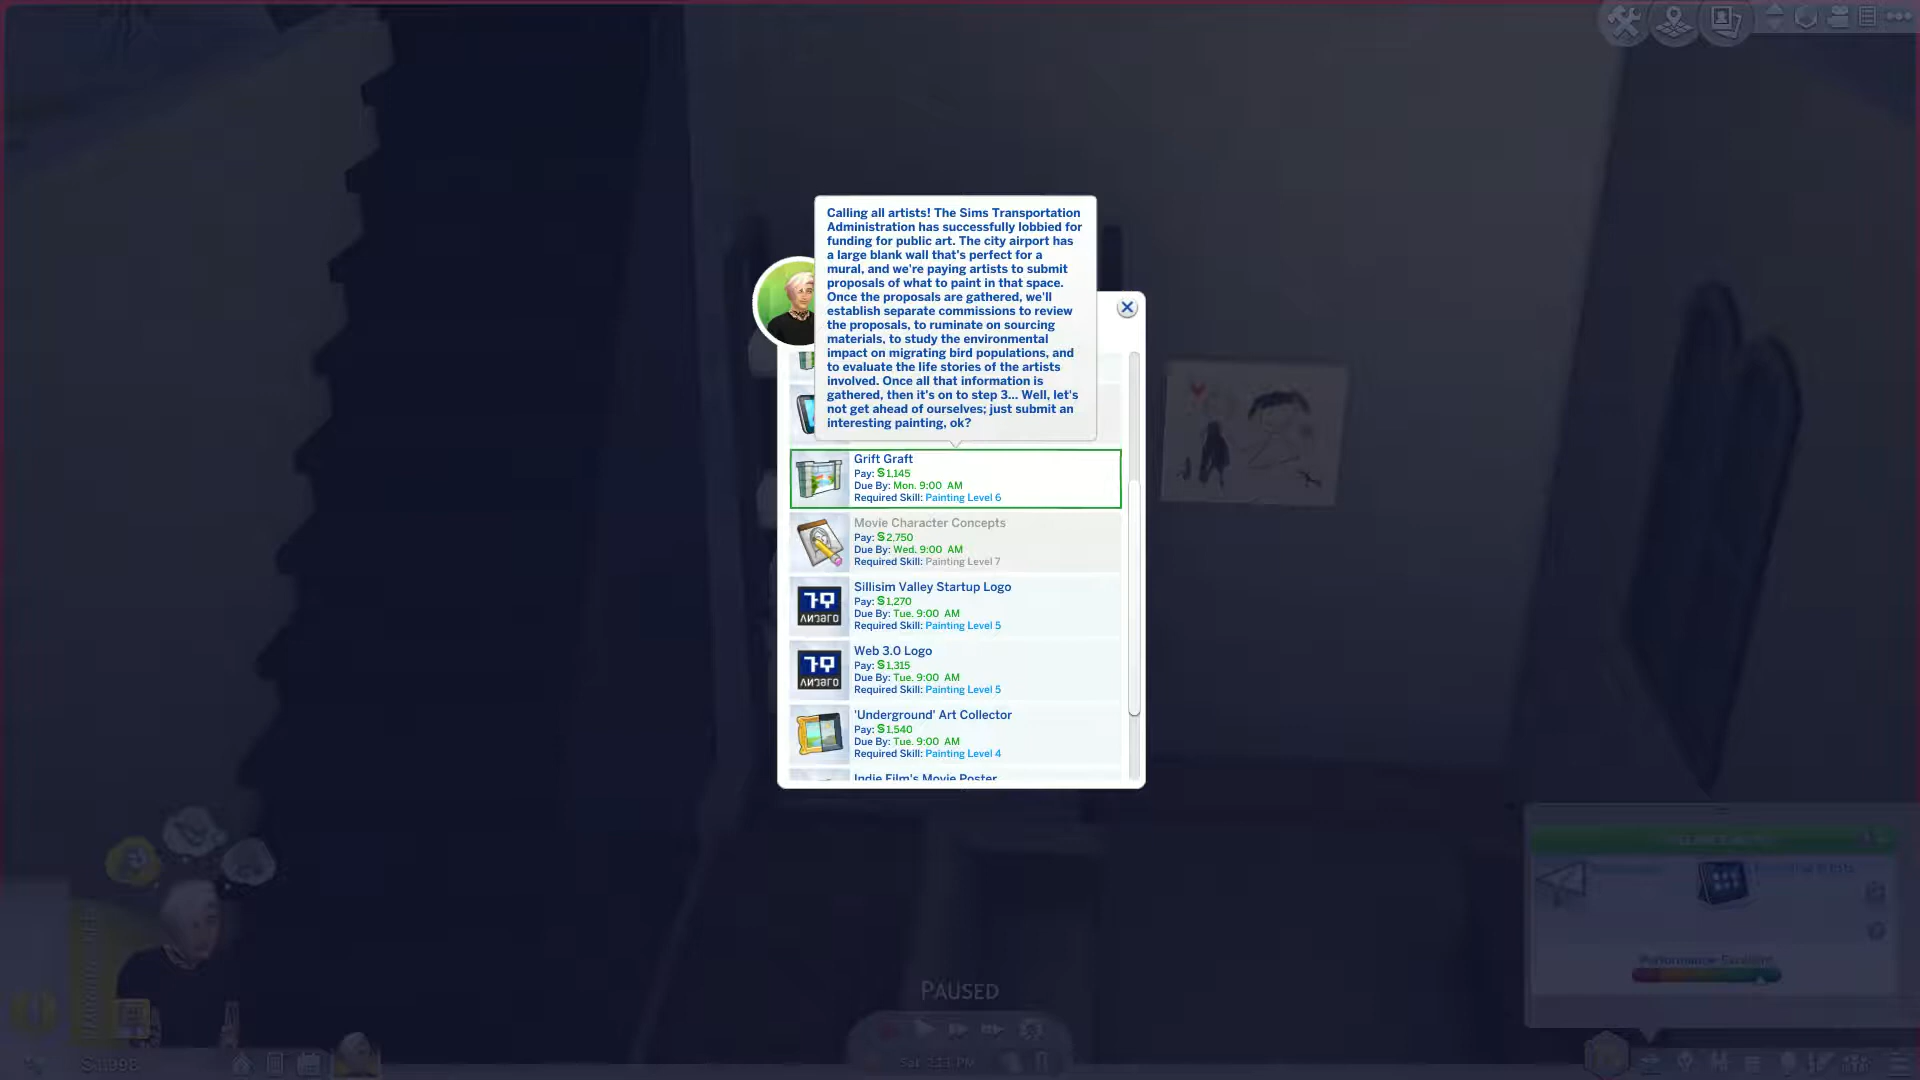 Calling all artists! The Sims Transportation
Administration has successfully lobbied for
funding for public art. The city airport has
a large blank wall that's perfect for a
mural, and we're paying artists to submit
proposals of what to paint in that space.
Once the proposals are gathered, we'll
establish separate commissions to review
the proposals, to ruminate on sourcing
materials, to study the environmental
impact on migrating bird populations, and
to evaluate the life stories of the artists
involved. Once all that information is
gathered, then it's on to step 3... Well, let's
not get ahead of ourselves; just submit an
interesting painting, ok?
Grift Graft
Pay: §1,145
Due By: Mon. 9:00 AM
Required Skill: Painting Level 6
Movie Character Concepts
Pay: §2,750
Due By: Wed. 9:00 AM
Required Skill: Painting Level 7
Sillisim Valley Startup Logo
Pay: §1,270
Due By: Tue. 9:00 AM
Required Skill: Painting Level 5
Web 3.0 Logo
Pay: §1,315
Due By: Tue. 9:00 AM
Required Skill: Painting Level 5
'Underground' Art Collector
Pay: §1,540
Due By: Tue. 9:00 AM
Required Skill: Painting Level 4
Indie Film's Movie Poster
Performance: Excellent
PAUSED